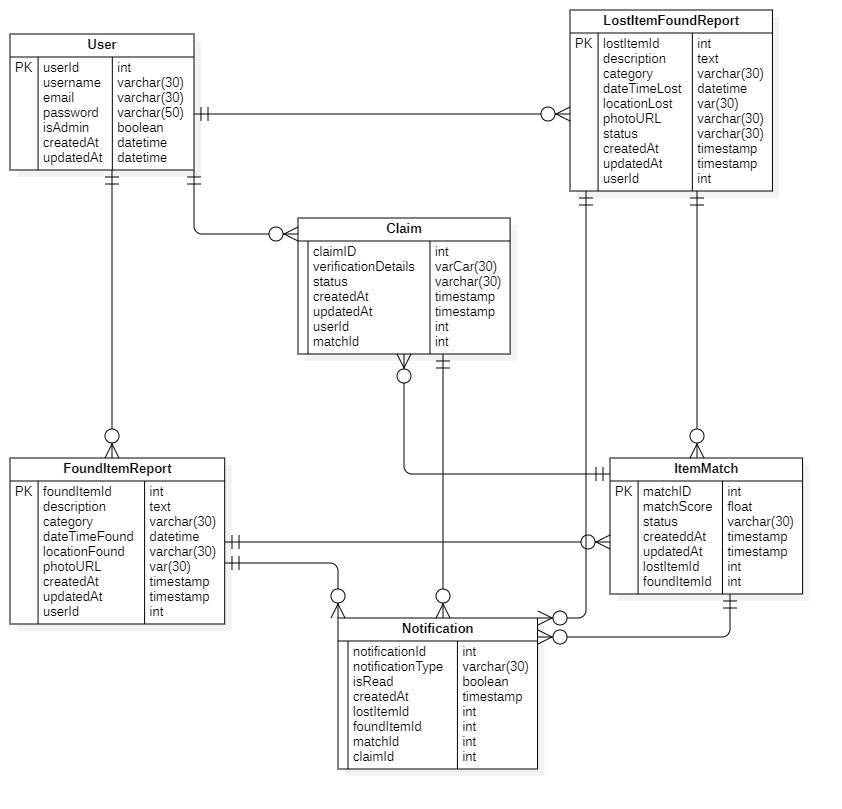 User
PK userId int
username varchar(30)
email varchar(30)
password varchar(50)
isAdmin boolean
createdAt datetime
updatedAt datetime
LostItemFoundReport
PK lostItemId int
description text
category varchar(30)
dateTimeLost datetime
locationLost var(30)
photoURL varchar(30)
status varchar(30)
createdAt timestamp
updatedAt timestamp
userId int
Claim
claimID int
verificationDetails varCar(30)
status varchar(30)
createdAt timestamp
updatedAt timestamp
userId int
matchId int
FoundItemReport
PK foundItemId int
description text
category varchar(30)
dateTimeFound datetime
locationFound varchar(30)
photoURL var(30)
createdAt timestamp
updatedAt timestamp
userId int
ItemMatch
PK matchID int
matchScore float
status varchar(30)
createddAt timestamp
updatedAt timestamp
lostItemId int
foundItemId int
Notification
notificationId int
notificationType varchar(30)
isRead boolean
createdAt timestamp
lostItemId int
foundItemId int
matchId int
claimId int